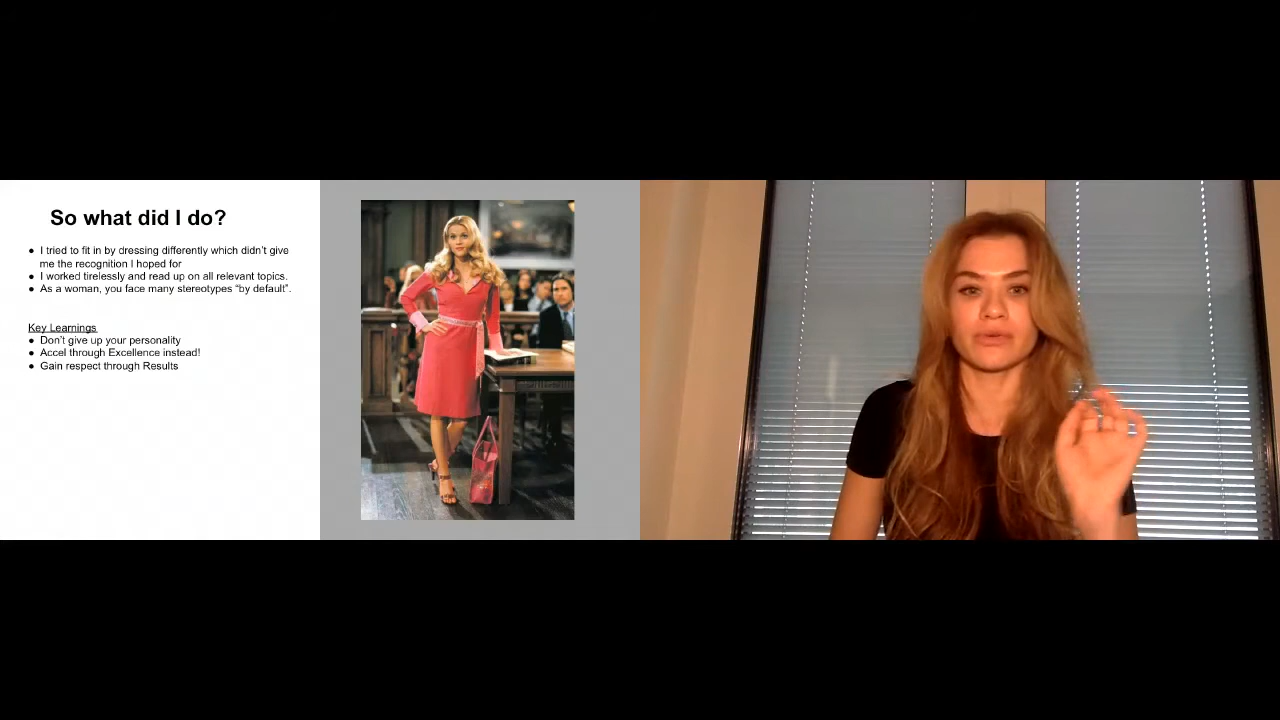 So what did I do?
● I tried to fit in by dressing differently which didn't give
me the recognition I hoped for
● I worked tirelessly and read up on all relevant topics.
● As a woman, you face many stereotypes “by default”.
Key Learnings
● Don't give up your personality
● Accel through Excellence instead!
● Gain respect through Results